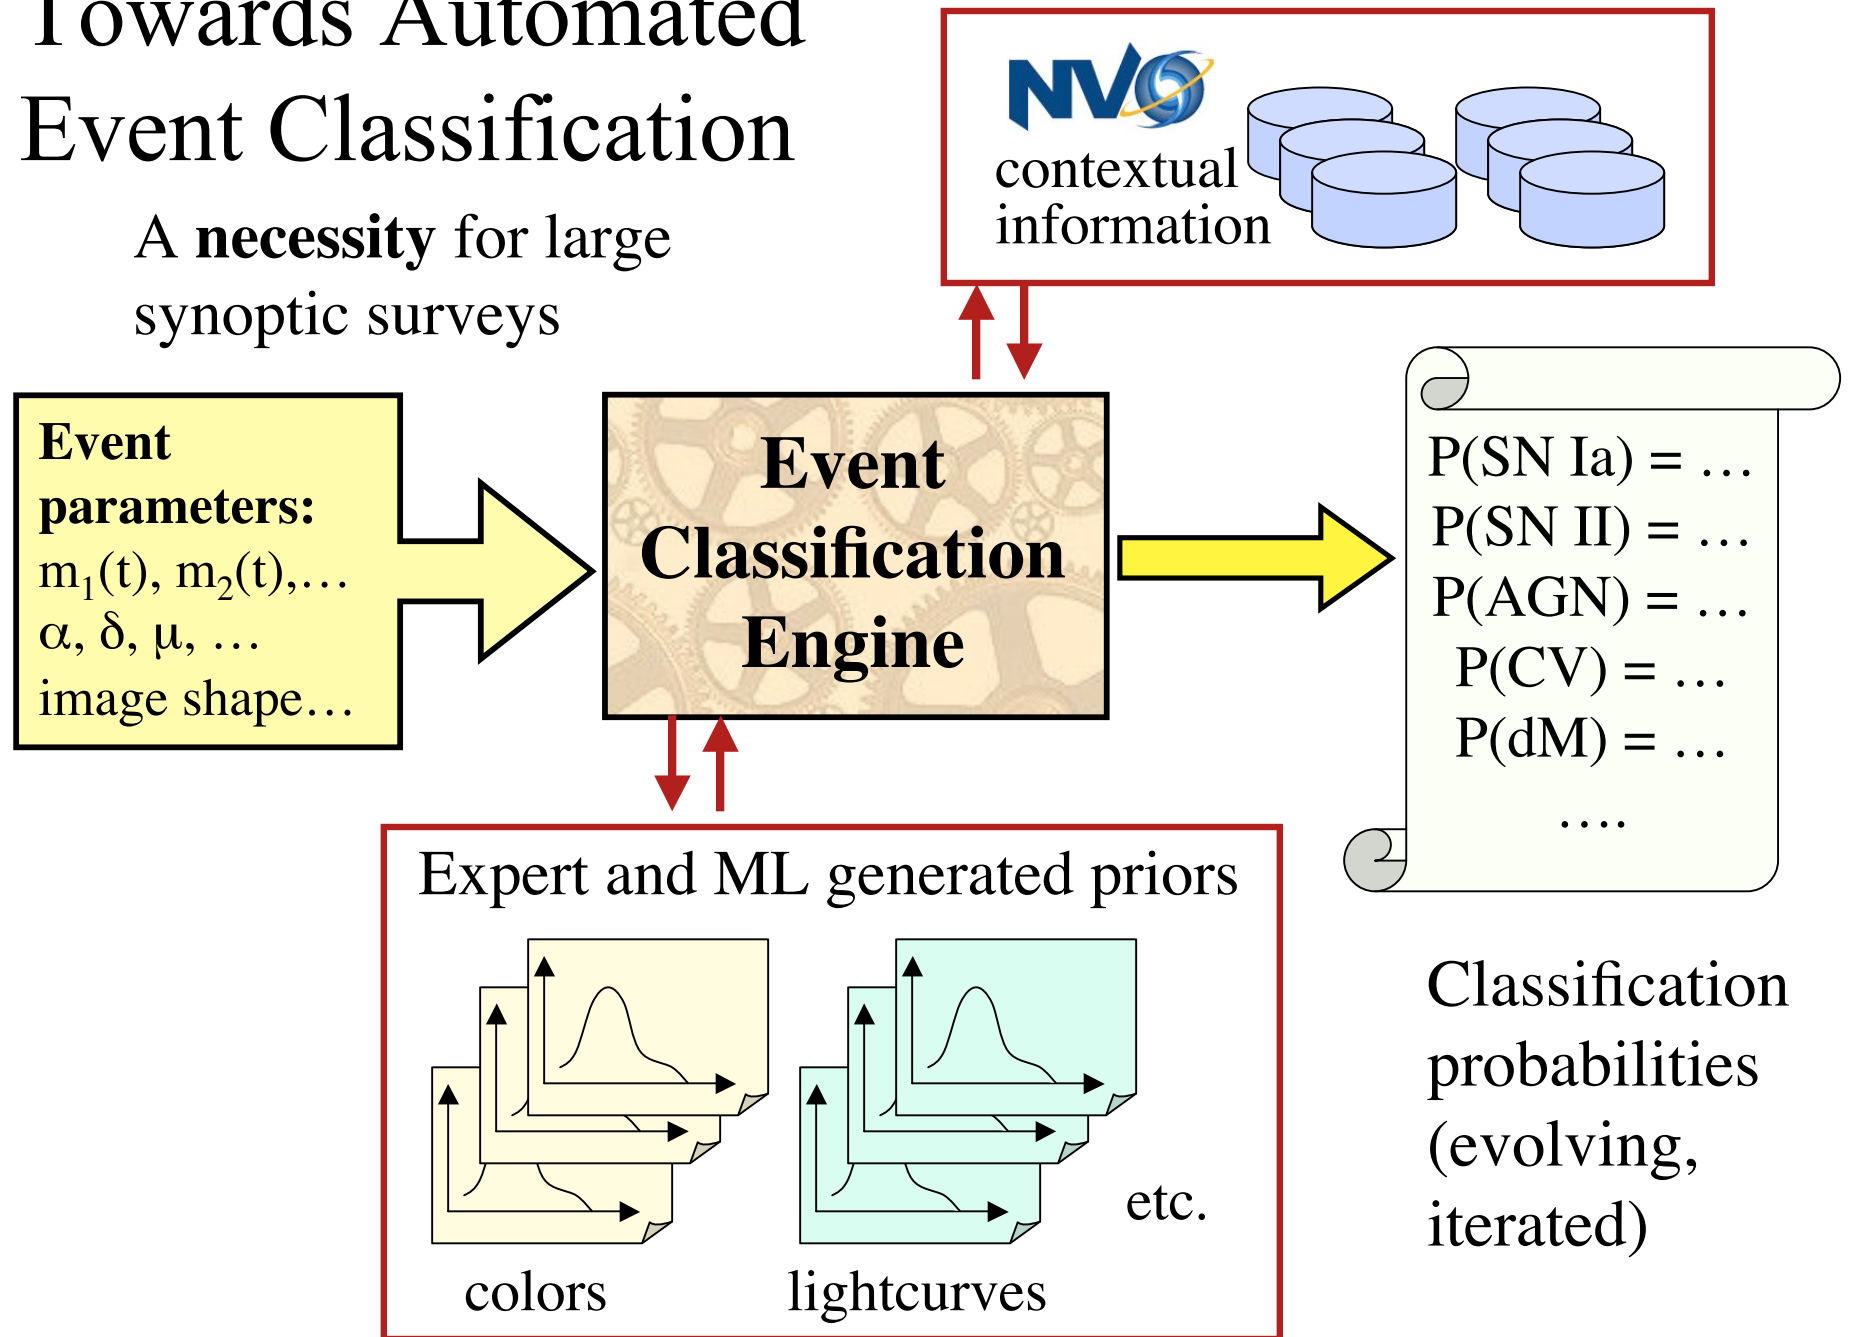 Towards Automated
Event Classification
A necessity for large
synoptic surveys
NVO
contextual
information
Event
parameters:
m₁(t), m₂(t),…
α, δ, μ, …
image shape…
Event
Classification
Engine
P(SN Ia) = …
P(SN II) = …
P(AGN) = …
P(CV) = …
P(dM) = …
….
Expert and ML generated priors
etc.
colors
lightcurves
Classification
probabilities
(evolving,
iterated)